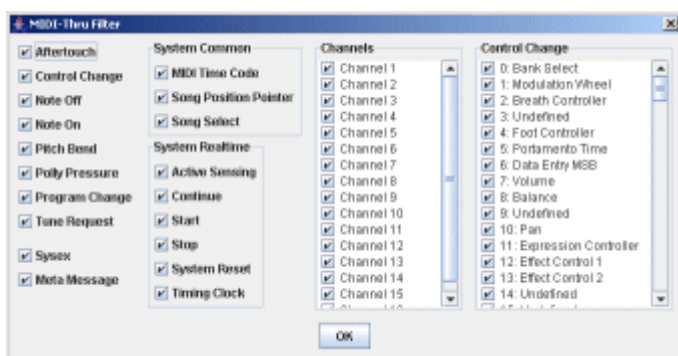 MIDI-Thru Filter
Aftertouch
Control Change
Note Off
Note On
Pitch Bend
Polly Pressure
Program Change
Tune Request
Sysex
Meta Message
System Common
MIDI Time Code
Song Position Pointer
Song Select
System Realtime
Active Sensing
Continue
Start
Stop
System Reset
Timing Clock
Channels
Channel 1
Channel 2
Channel 3
Channel 4
Channel 5
Channel 6
Channel 7
Channel 8
Channel 9
Channel 10
Channel 11
Channel 12
Channel 13
Channel 14
Channel 15
Control Change
0: Bank Select
1: Modulation Wheel
2: Breath Controller
3: Undefined
4: Foot Controller
5: Portamento Time
6: Data Entry MSB
7: Volume
8: Balance
9: Undefined
10: Pan
11: Expression Controller
12: Effect Control 1
13: Effect Control 2
14: Undefined
OK